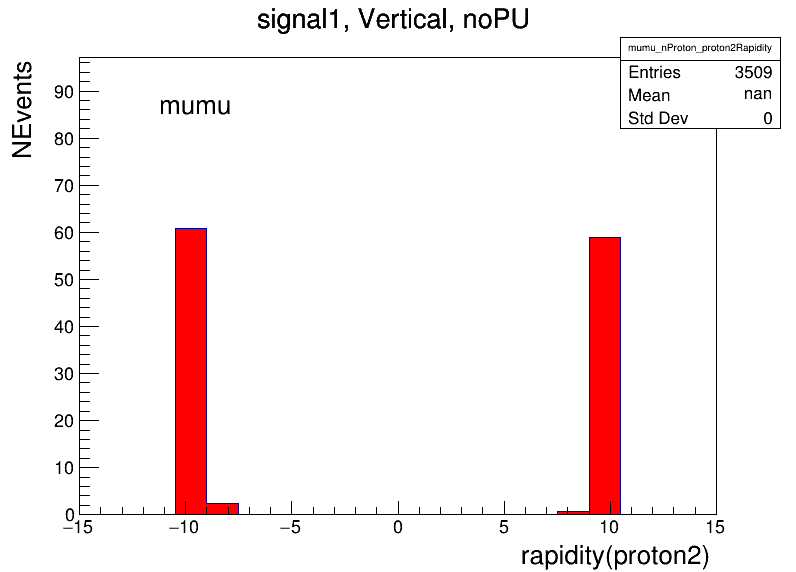 signal1, Vertical, noPU
mumu_nProton_proton2Rapidity
Entries 3509
Mean nan
Std Dev 0
NEvents
mumu
90
80
70
60
50
40
30
20
10
0
−15 −10 −5 0 5 10 15
rapidity(proton2)